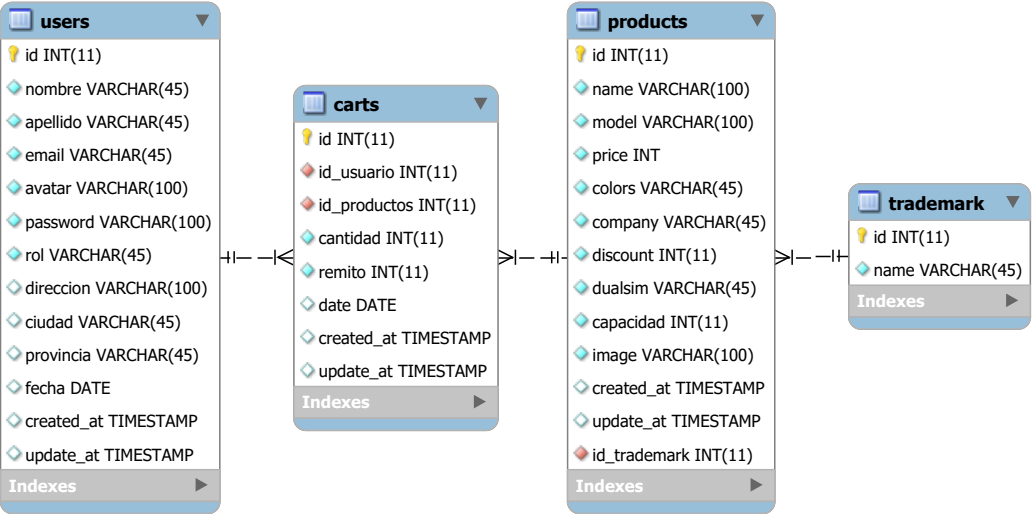 users
id INT(11)
nombre VARCHAR(45)
apellido VARCHAR(45)
email VARCHAR(45)
avatar VARCHAR(100)
password VARCHAR(100)
rol VARCHAR(45)
direccion VARCHAR(100)
ciudad VARCHAR(45)
provincia VARCHAR(45)
fecha DATE
created_at TIMESTAMP
update_at TIMESTAMP
Indexes
carts
id INT(11)
id_usuario INT(11)
id_productos INT(11)
cantidad INT(11)
remito INT(11)
date DATE
created_at TIMESTAMP
update_at TIMESTAMP
Indexes
products
id INT(11)
name VARCHAR(100)
model VARCHAR(100)
price INT
colors VARCHAR(45)
company VARCHAR(45)
discount INT(11)
dualsim VARCHAR(45)
capacidad INT(11)
image VARCHAR(100)
created_at TIMESTAMP
update_at TIMESTAMP
id_trademark INT(11)
Indexes
trademark
id INT(11)
name VARCHAR(45)
Indexes